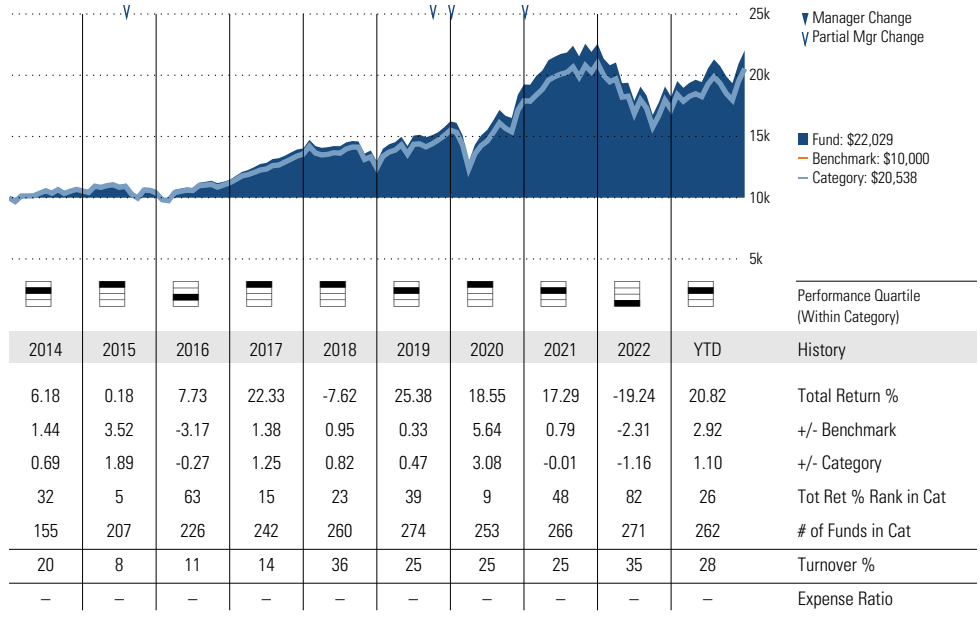 25k
20k
15k
10k
5k
Manager Change
Partial Mgr Change
Fund: $22,029
Benchmark: $10,000
Category: $20,538
Performance Quartile
(Within Category)
2014 2015 2016 2017 2018 2019 2020 2021 2022 YTD History
6.18 0.18 7.73 22.33 -7.62 25.38 18.55 17.29 -19.24 20.82 Total Return %
1.44 3.52 -3.17 1.38 0.95 0.33 5.64 0.79 -2.31 2.92 +/- Benchmark
0.69 1.89 -0.27 1.25 0.82 0.47 3.08 -0.01 -1.16 1.10 +/- Category
32 5 63 15 23 39 9 48 82 26 Tot Ret % Rank in Cat
155 207 226 242 260 274 253 266 271 262 # of Funds in Cat
20 8 11 14 36 25 25 25 35 28 Turnover %
– – – – – – – – – – Expense Ratio